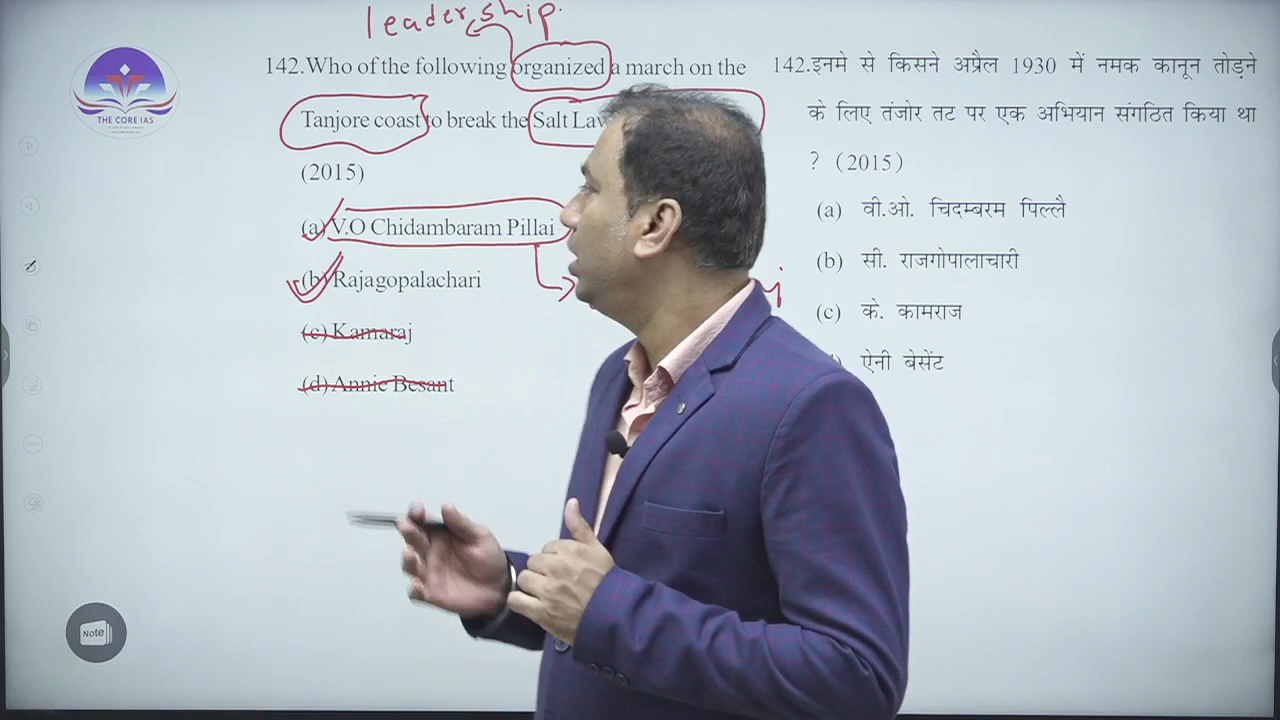 leadership.
THE CORE IAS
142.Who of the following organized a march on the
Tanjore coast to break the Salt Law
(2015)
(a) V.O Chidambaram Pillai
(b) Rajagopalachari
(c) Kamaraj
(d) Annie Besant
142.इनमे से किसने अप्रैल 1930 में नमक कानून तोड़ने
के लिए तंजोर तट पर एक अभियान संगठित किया था
? (2015)
(a) वी.ओ. चिदम्बरम पिल्लै
(b) सी. राजगोपालाचारी
(c) के. कामराज
ऐनी बेसेंट
Note